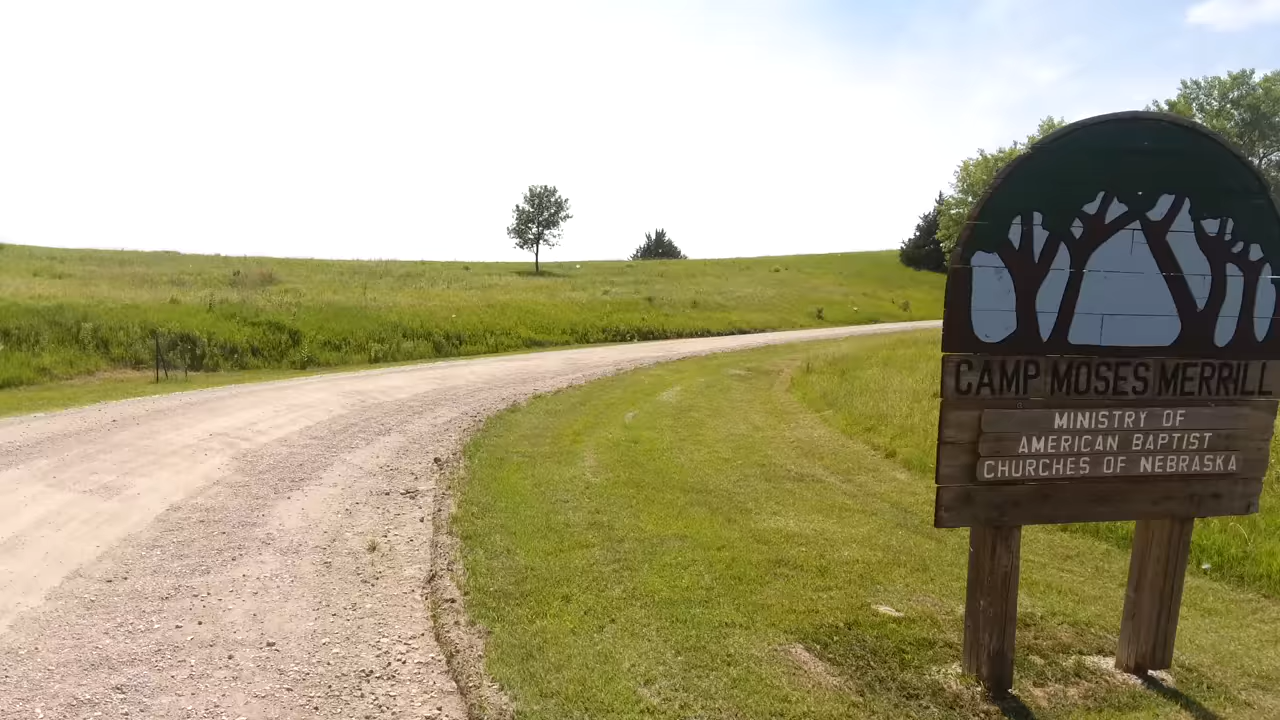 CAMP MOSES MERRILL
MINISTRY OF
AMERICAN BAPTIST
CHURCHES OF NEBRASKA